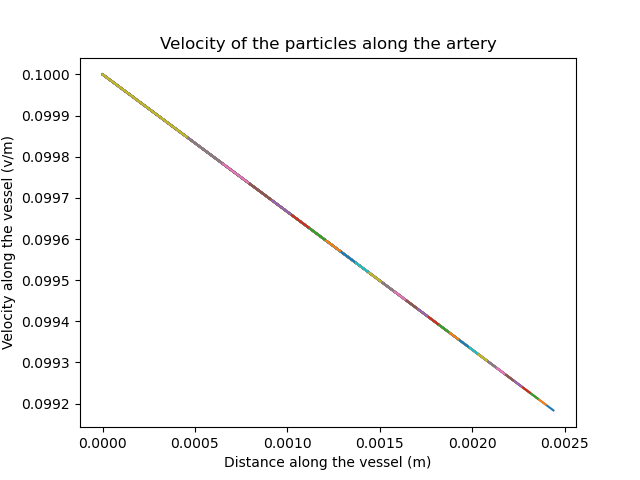 Velocity of the particles along the artery
Velocity along the vessel (v/m)
0.1000
0.0999
0.0998
0.0997
0.0996
0.0995
0.0994
0.0993
0.0992
0.0000 0.0005 0.0010 0.0015 0.0020 0.0025
Distance along the vessel (m)